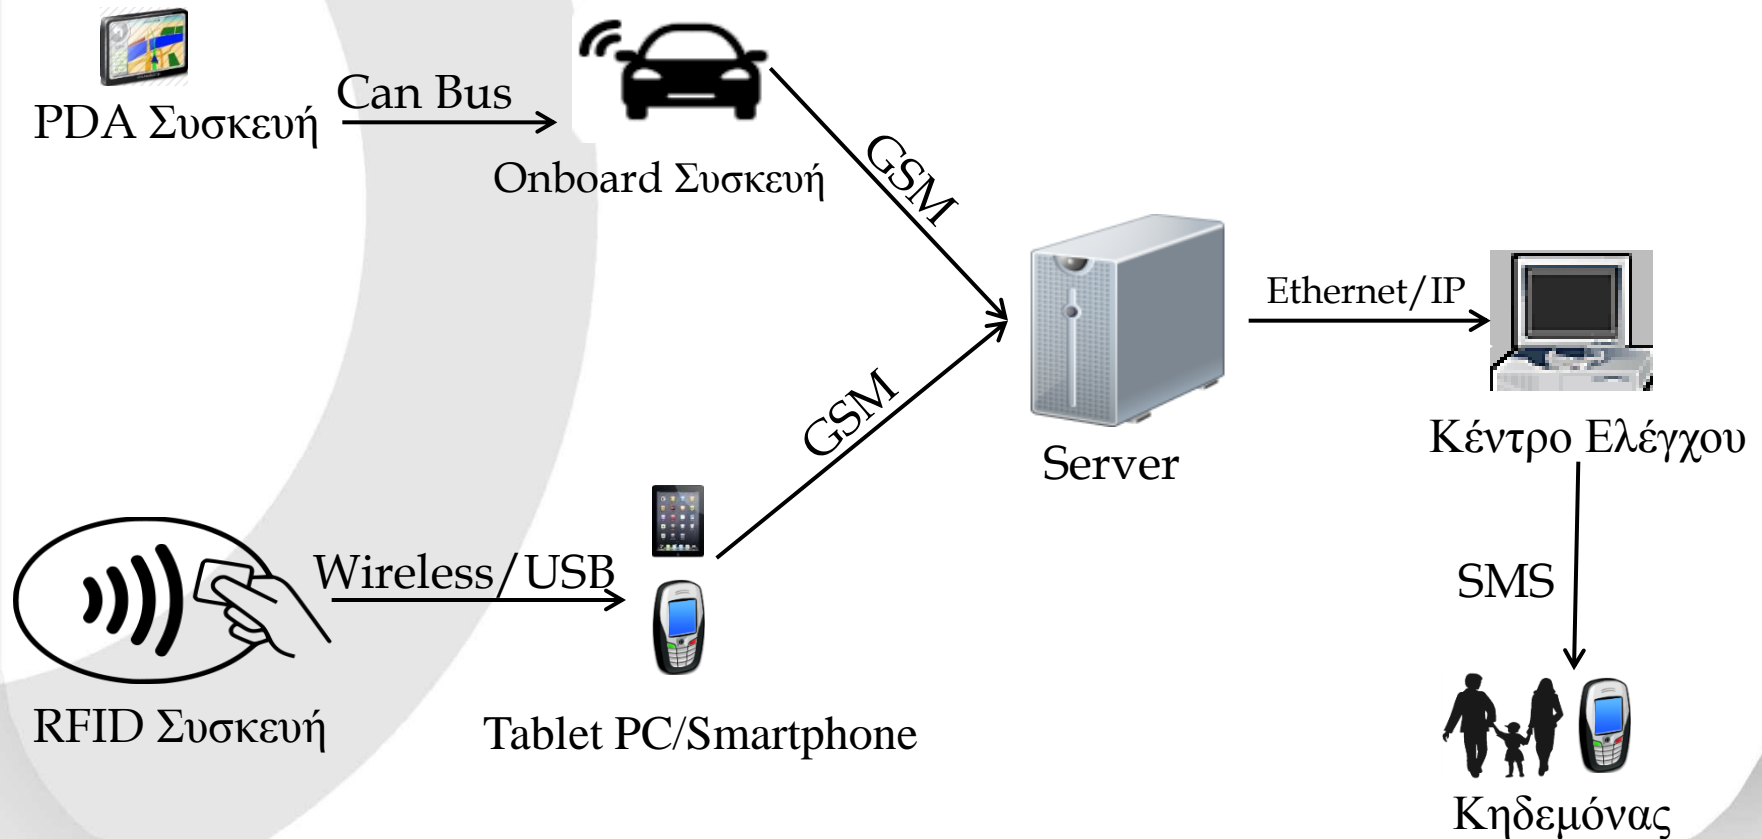 PDA Συσκευή
Can Bus
Onboard Συσκευή
GSM
GSM
Server
Ethernet/IP
Κέντρο Ελέγχου
SMS
Κηδεμόνας
RFID Συσκευή
Wireless/USB
Tablet PC/Smartphone